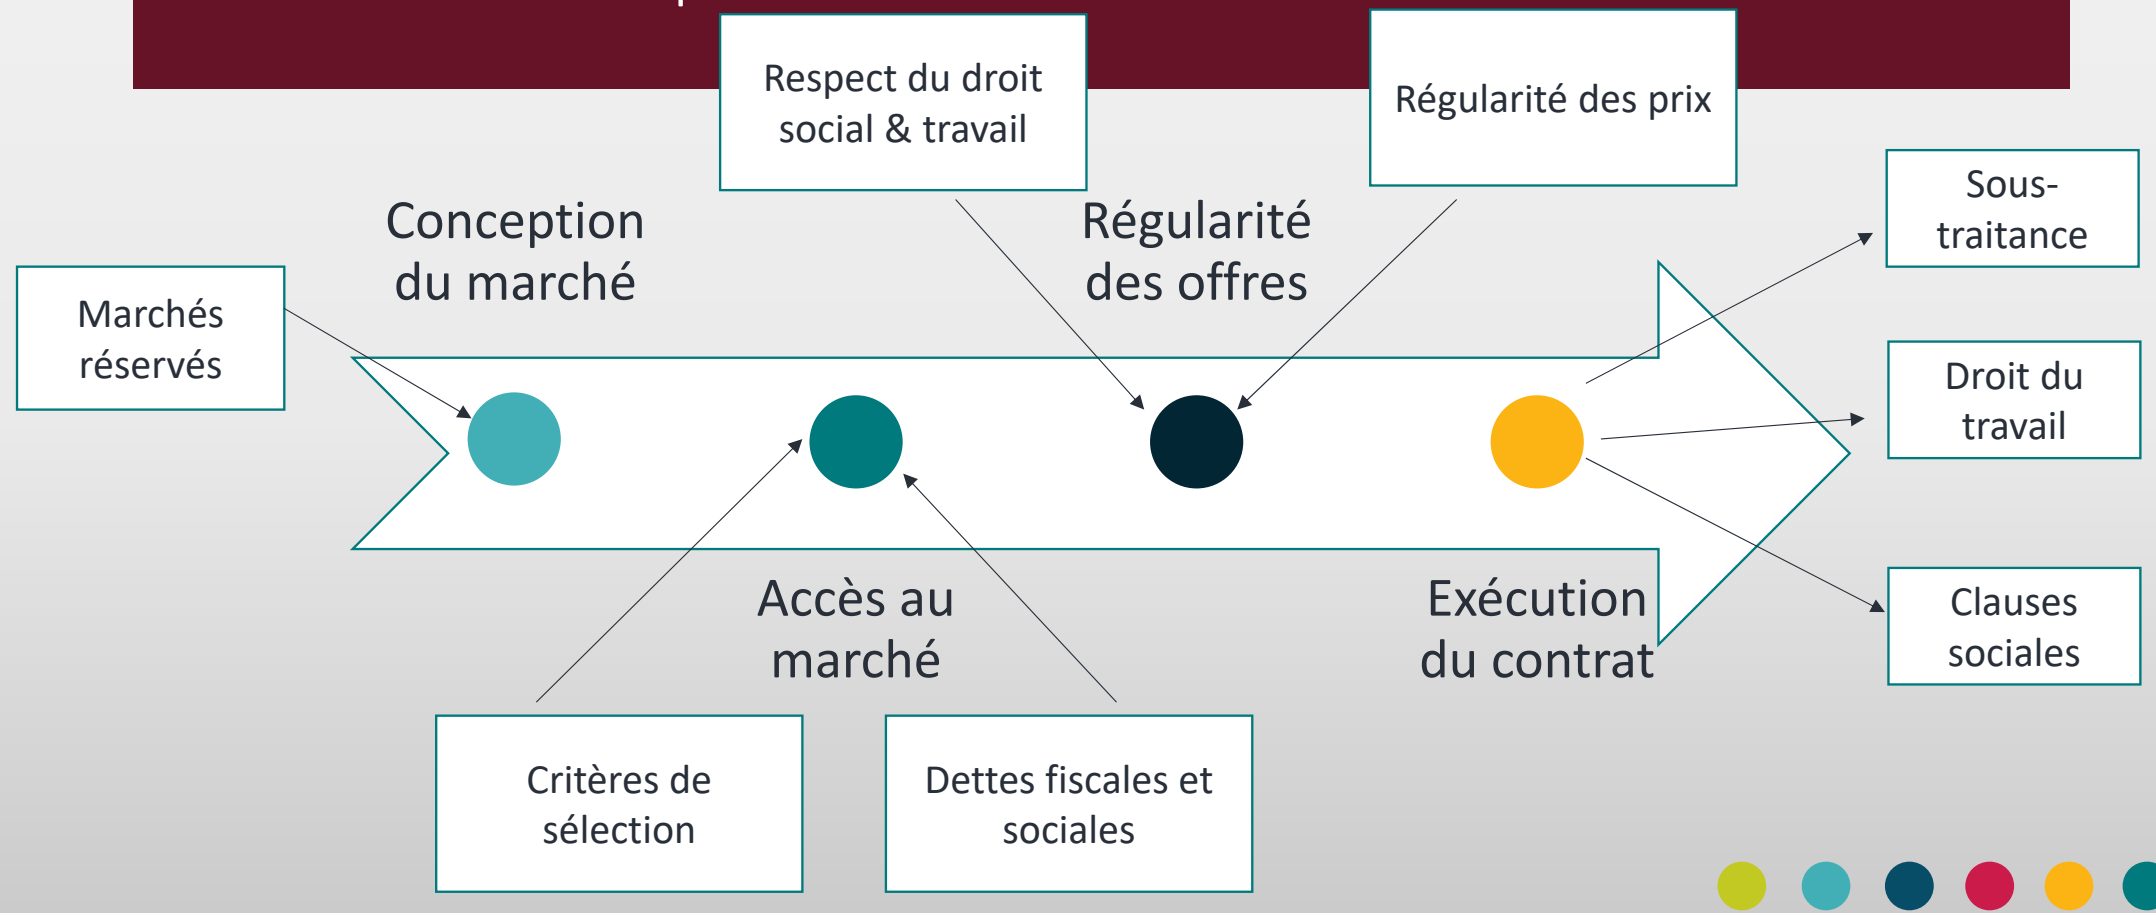 Respect du droit
social & travail
Régularité des prix
Sous-
traitance
Conception
du marché
Régularité
des offres
Marchés
réservés
Droit du
travail
Accès au
marché
Exécution
du contrat
Clauses
sociales
Critères de
sélection
Dettes fiscales et
sociales